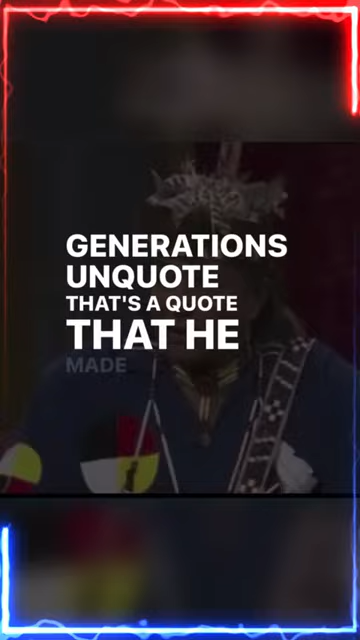 GENERATIONS
UNQUOTE
THAT'S A QUOTE
THAT HE
MADE